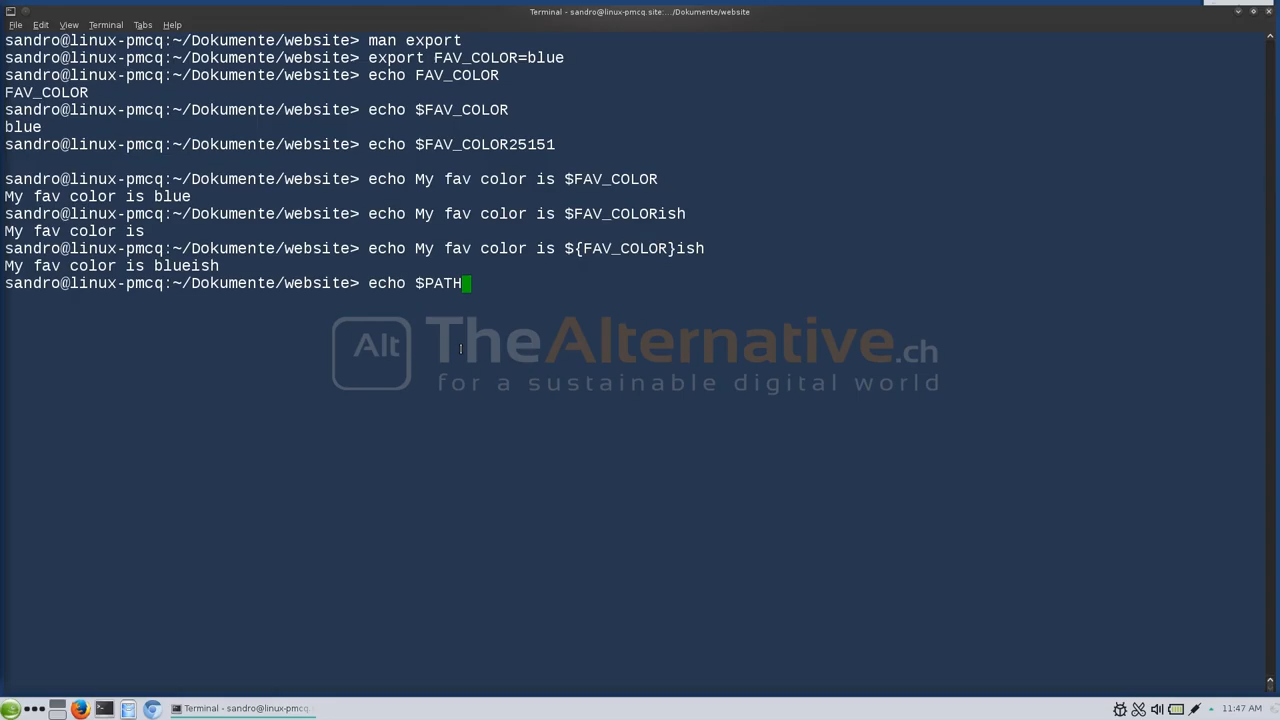 Terminal - sandro@linux-pmcq.site:.../Dokumente/website
File Edit View Terminal Tabs Help
sandro@linux-pmcq:~/Dokumente/website> man export
sandro@linux-pmcq:~/Dokumente/website> export FAV_COLOR=blue
sandro@linux-pmcq:~/Dokumente/website> echo FAV_COLOR
FAV_COLOR
sandro@linux-pmcq:~/Dokumente/website> echo $FAV_COLOR
blue
sandro@linux-pmcq:~/Dokumente/website> echo $FAV_COLOR25151
sandro@linux-pmcq:~/Dokumente/website> echo My fav color is $FAV_COLOR
My fav color is blue
sandro@linux-pmcq:~/Dokumente/website> echo My fav color is $FAV_COLORish
My fav color is
sandro@linux-pmcq:~/Dokumente/website> echo My fav color is ${FAV_COLOR}ish
My fav color is blueish
sandro@linux-pmcq:~/Dokumente/website> echo $PATH
Alt TheAlternative.ch
for a sustainable digital world
Terminal - sandro@linux-pmcq. 11:47 AM